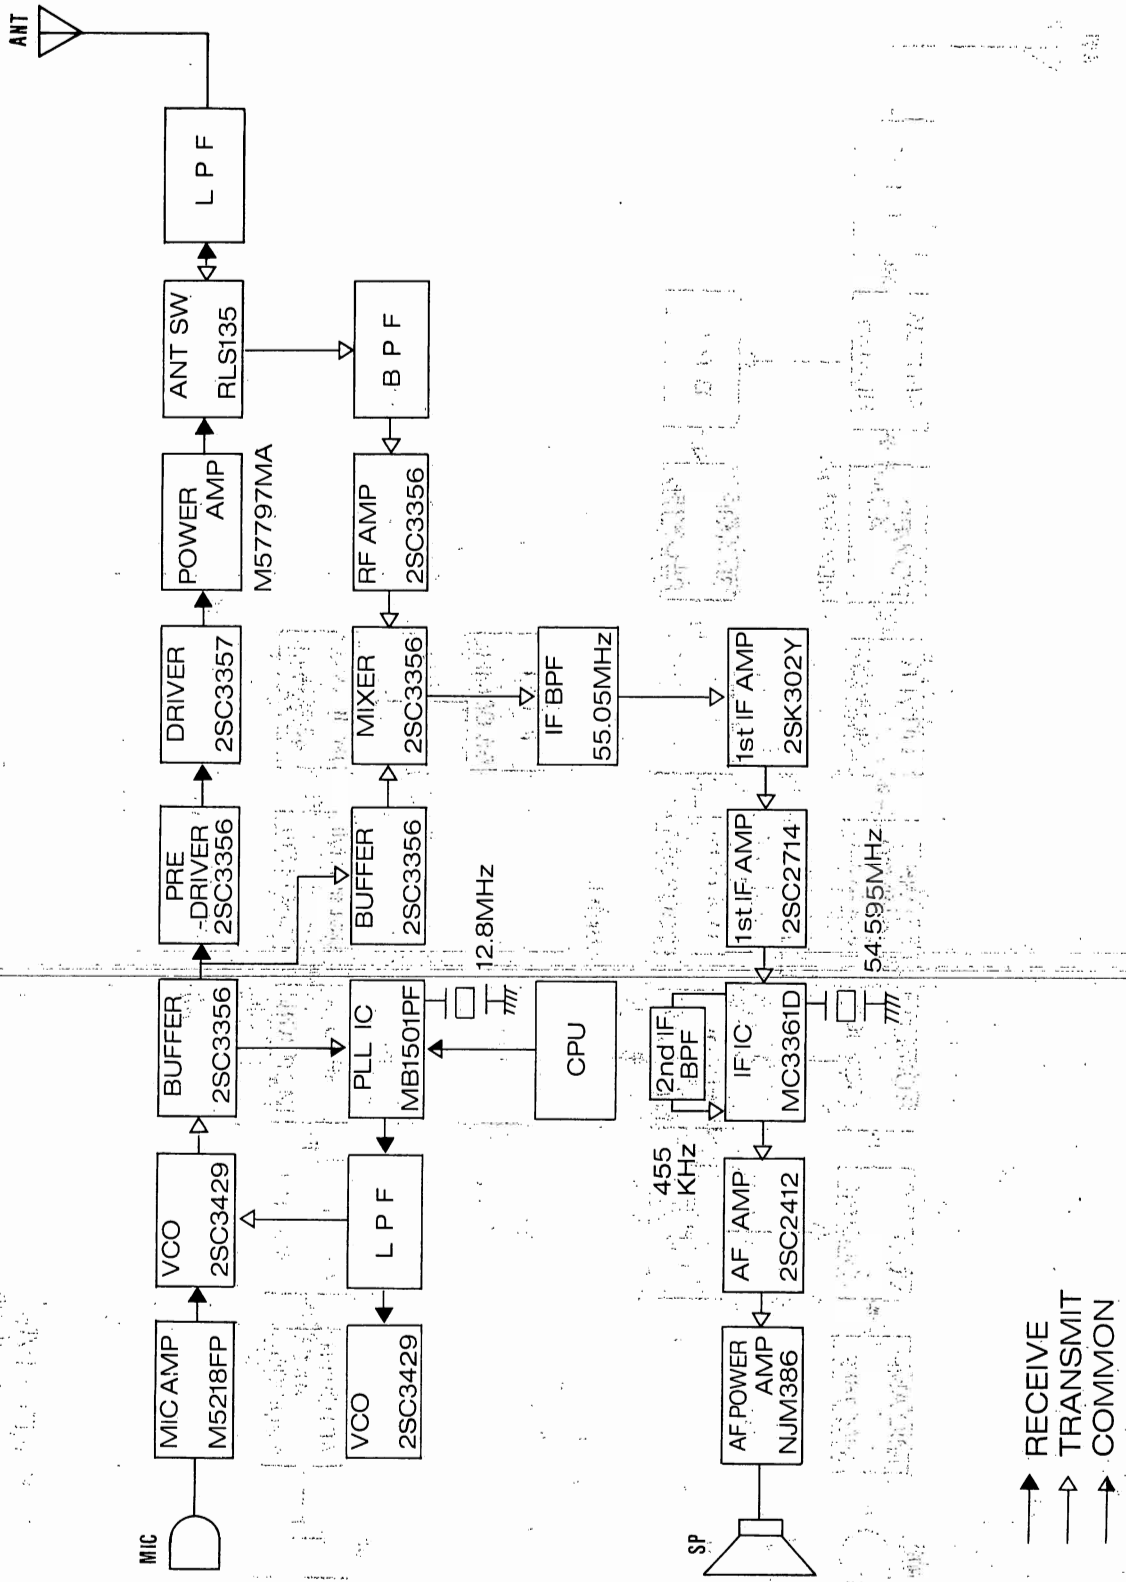 ANT
L P F
ANT SW
RLS135
POWER
AMP
M57797MA
DRIVER
2SC3357
PRE
-DRIVER
2SC3356
BUFFER
2SC3356
VCO
2SC3429
MIC AMP
M5218FP
MIC
B P F
RF AMP
2SC3356
MIXER
2SC3356
BUFFER
2SC3356
PLL IC
MB1501PF
12.8MHz
L P F
VCO
2SC3429
CPU
IF BPF
55.05MHz
1st IF AMP
2SK302Y
1st IF AMP
2SC2714
54.595MHz
2nd IF
BPF
IF IC
MC3361D
455
KHz
AF AMP
2SC2412
AF POWER
AMP
NJM386
SP
RECEIVE
TRANSMIT
COMMON